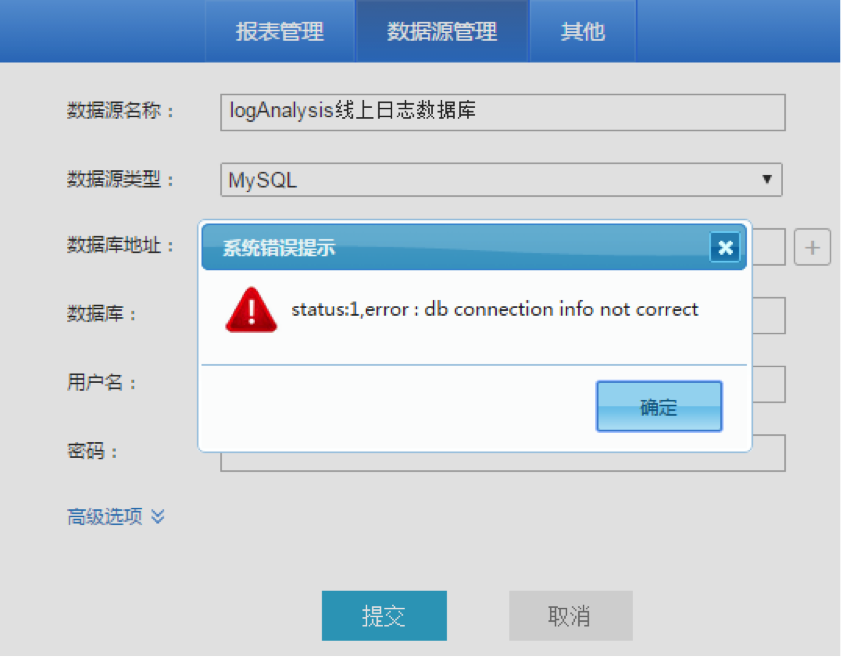 报表管理 数据源管理 其他
数据源名称： logAnalysis线上日志数据库
数据源类型： MySQL
数据库地址：
系统错误提示
数据库：
status:1,error : db connection info not correct
用户名：
确定
密码：
高级选项
提交 取消